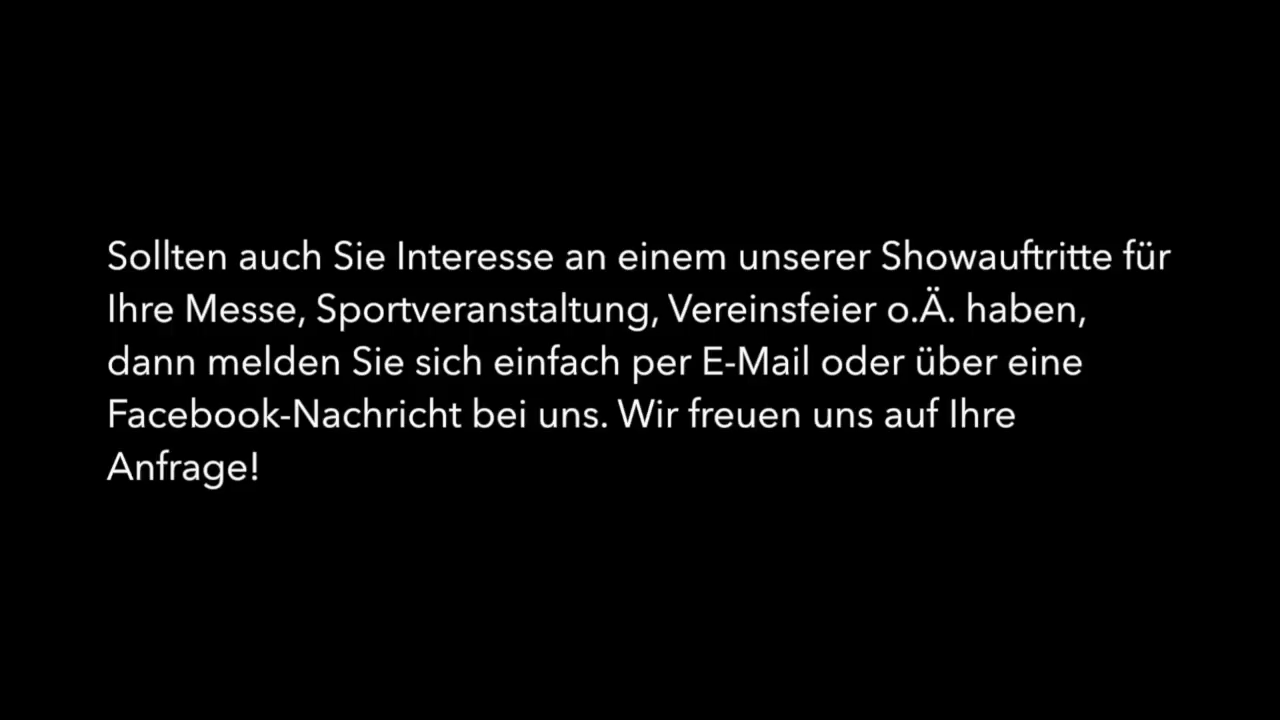 Sollten auch Sie Interesse an einem unserer Showauftritte für
Ihre Messe, Sportveranstaltung, Vereinsfeier o.Ä. haben,
dann melden Sie sich einfach per E-Mail oder über eine
Facebook-Nachricht bei uns. Wir freuen uns auf Ihre
Anfrage!